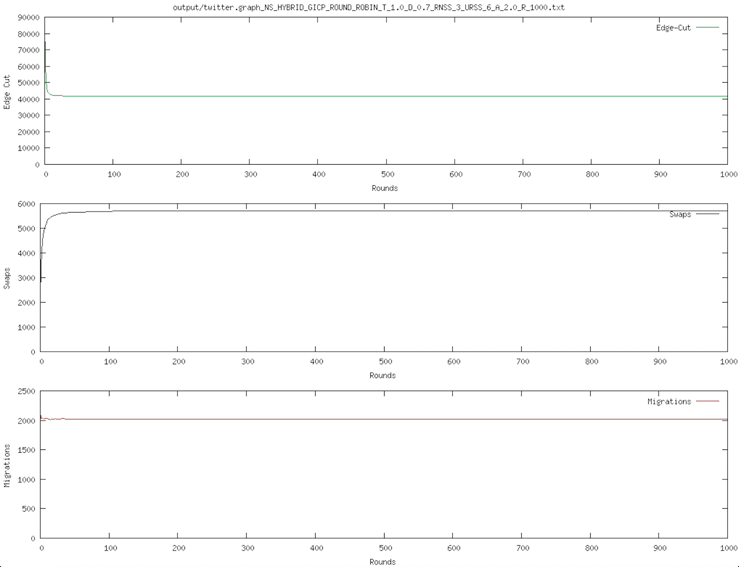 output/twitter.graph_NS_HYBRID_GICP_ROUND_ROBIN_T_1.0_D_0.7_RNSS_3_URSS_6_A_2.0_R_1000.txt
Edge-Cut
Edge Cut
90000
80000
70000
60000
50000
40000
30000
20000
10000
0
0 100 200 300 400 500 600 700 800 900 1000
Rounds
Swaps
Swaps
6000
5000
4000
3000
2000
1000
0
0 100 200 300 400 500 600 700 800 900 1000
Rounds
Migrations
Migrations
2500
2000
1500
1000
500
0
0 100 200 300 400 500 600 700 800 900 1000
Rounds